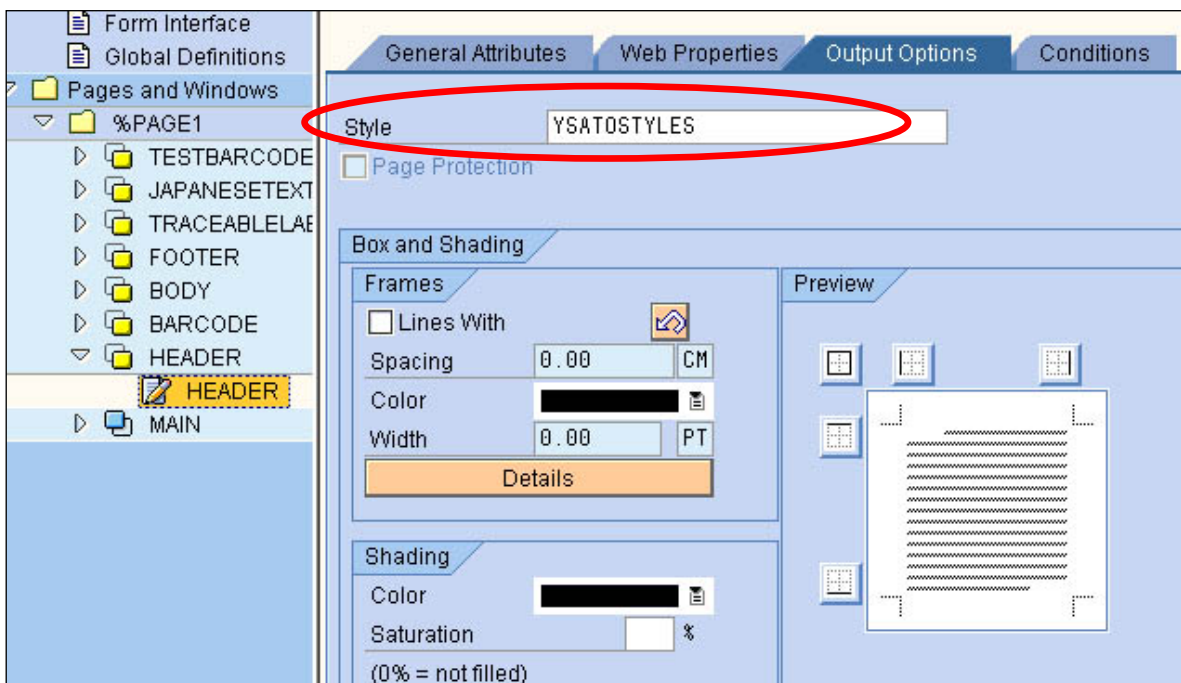 Form Interface
Global Definitions
Pages and Windows
%PAGE1
TESTBARCODE
JAPANESETEXT
TRACEABLELAB
FOOTER
BODY
BARCODE
HEADER
HEADER
MAIN
General Attributes Web Properties Output Options Conditions
Style YSATOSTYLES
Page Protection
Box and Shading
Frames
Lines With
Spacing 0.00 CM
Color
Width 0.00 PT
Details
Preview
Shading
Color
Saturation %
(0% = not filled)